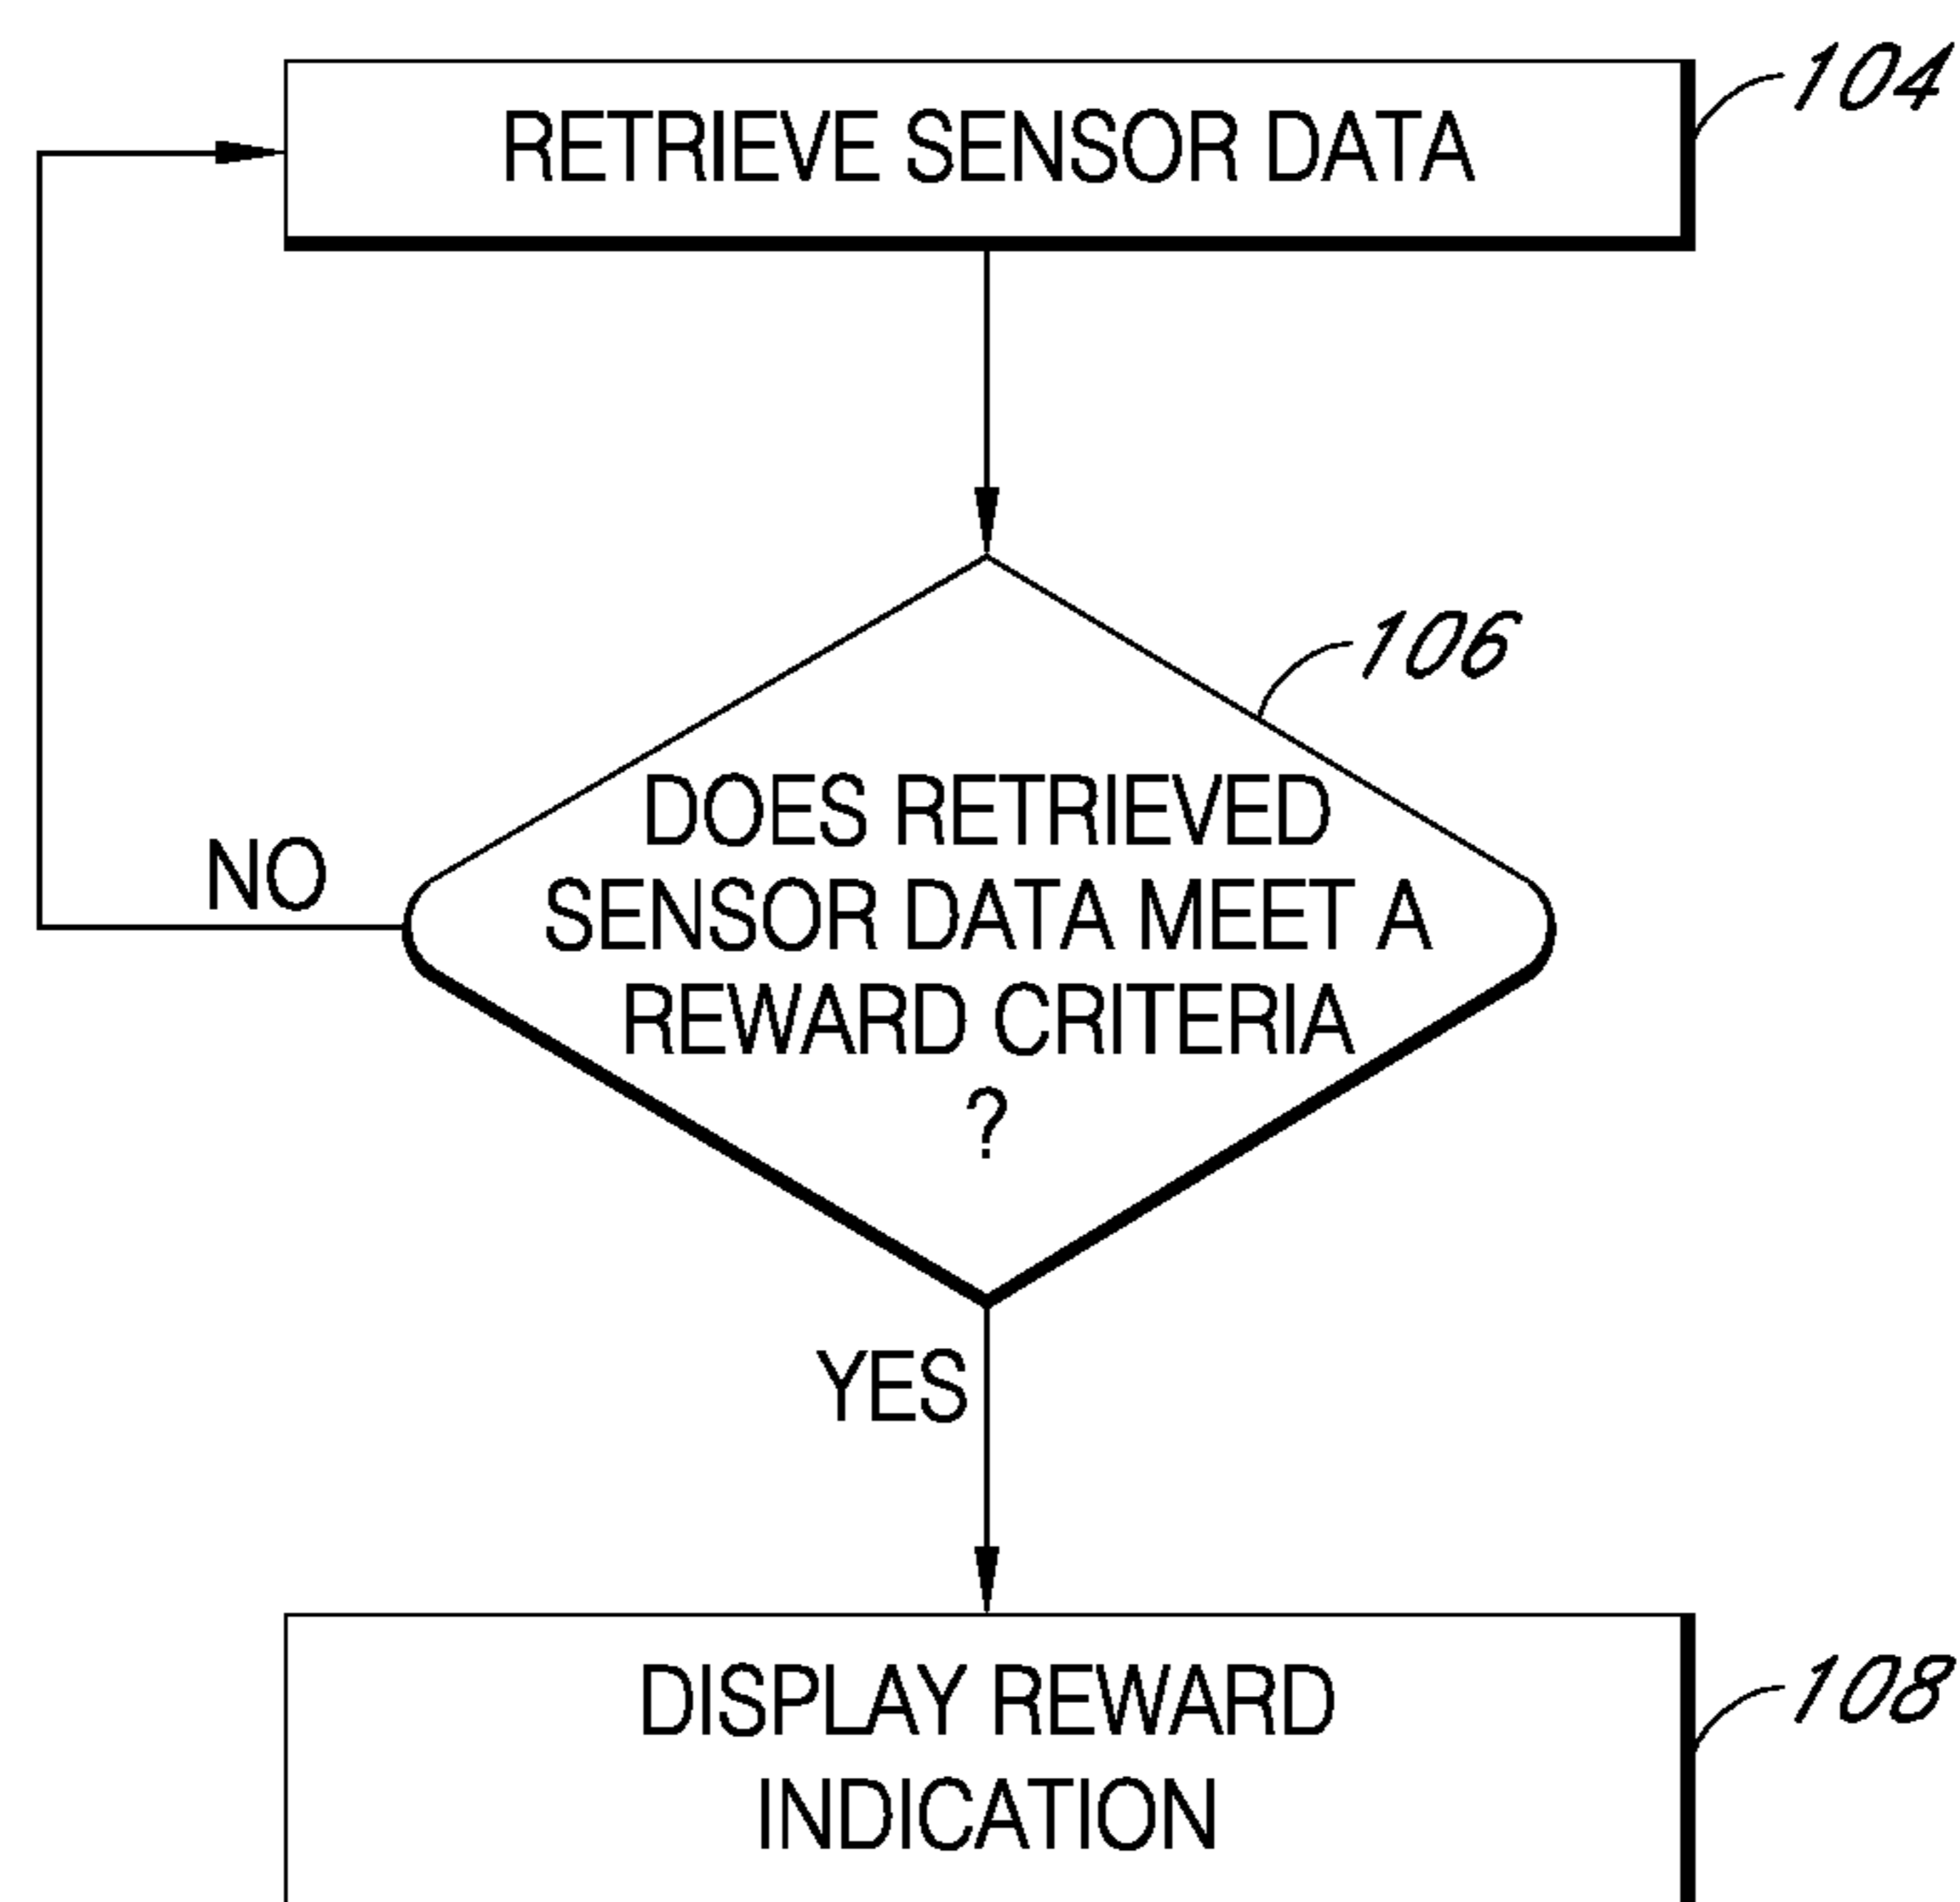 RETRIEVE SENSOR DATA
104
106
DOES RETRIEVED
SENSOR DATA MEET A
REWARD CRITERIA
?
NO
YES
DISPLAY REWARD
INDICATION
108